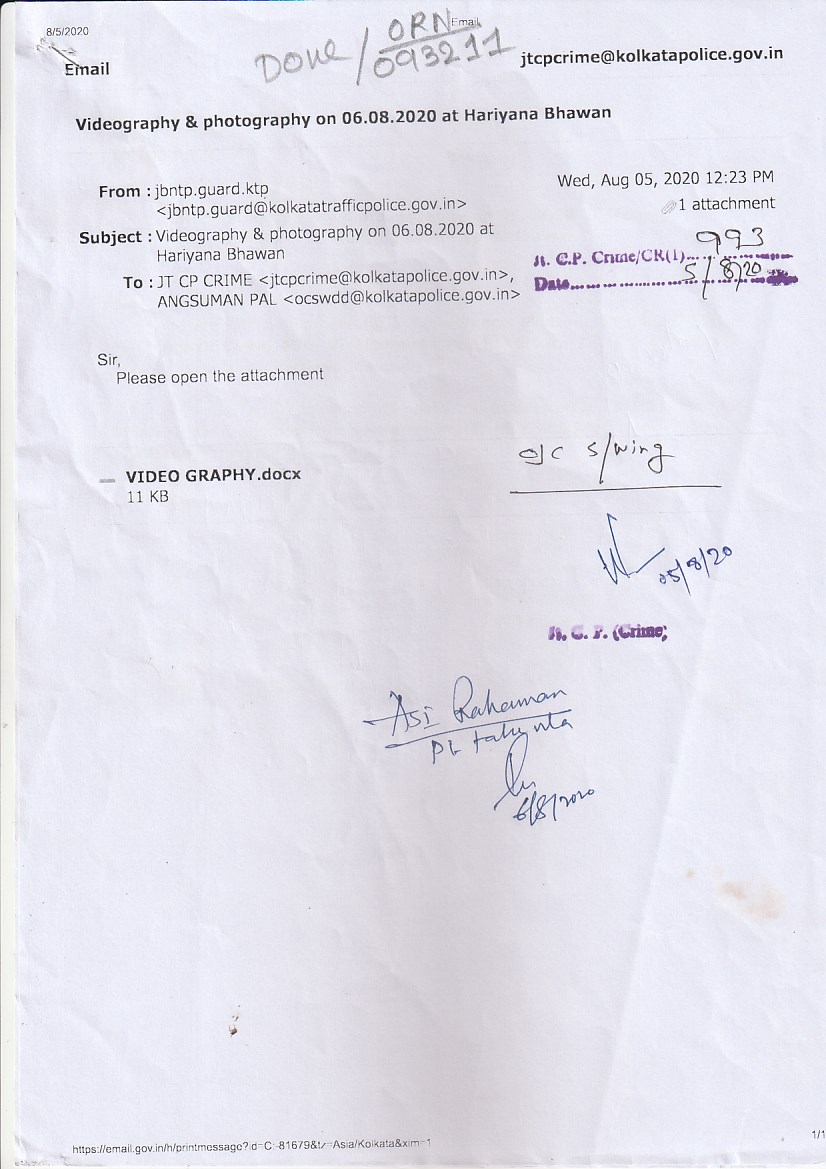 8/5/2020
Email
DONE / ORN
093211
Email
jtcpcrime@kolkatapolice.gov.in
Videography & photography on 06.08.2020 at Hariyana Bhawan
From : jbntp.guard.ktp
<jbntp.guard@kolkatatrafficpolice.gov.in>
Wed, Aug 05, 2020 12:23 PM
1 attachment
Subject : Videography & photography on 06.08.2020 at
Hariyana Bhawan
993
Jt. C.P. Crime/CR(1)...
Date... 5/8/20
To : JT CP CRIME <jtcpcrime@kolkatapolice.gov.in>,
ANGSUMAN PAL <ocswdd@kolkatapolice.gov.in>
Sir,
Please open the attachment
O/C S/Wing
VIDEO GRAPHY.docx
11 KB
05/8/20
Jt. C. P. (Crime)
ASI Rahaman
6/8/2020
https://email.gov.in/h/printmessage?id=C:-81679&tz=Asia/Kolkata&xim=1
1/1